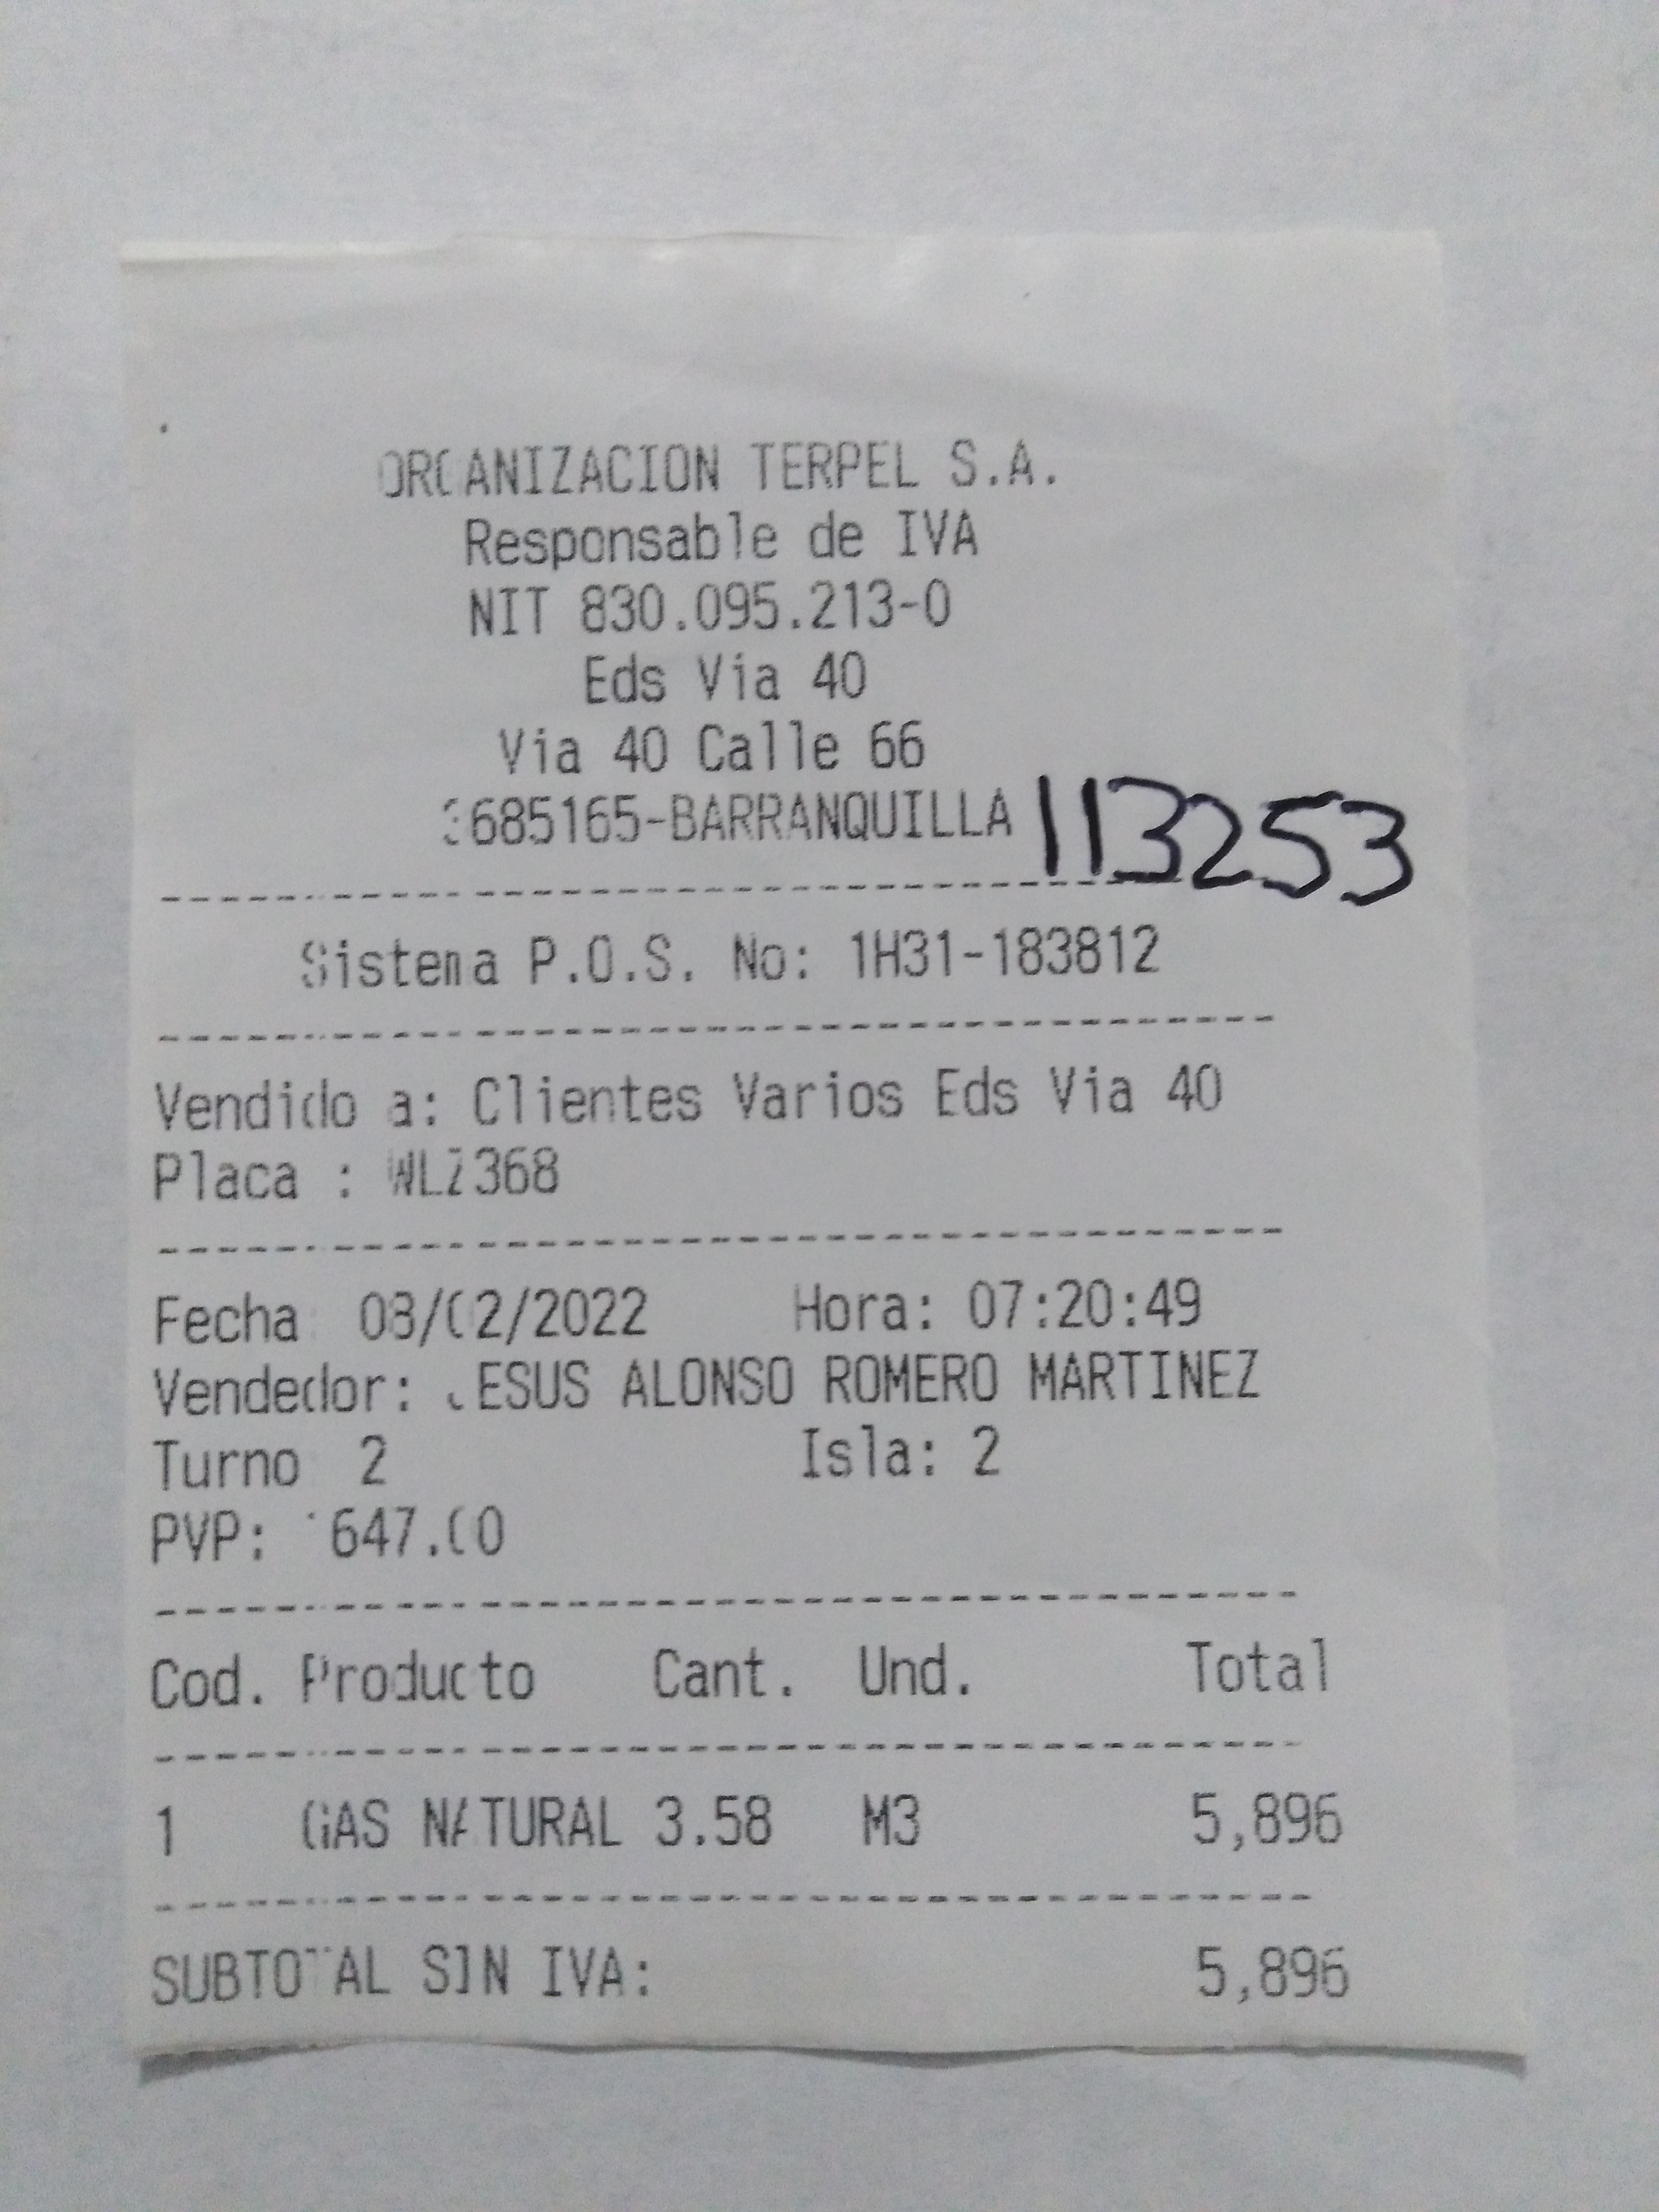 ORGANIZACION TERPEL S.A.
Responsable de IVA
NIT 830.095.213-0
Eds Via 40
Via 40 Calle 66
3685165-BARRANQUILLA 113253
Sistema P.O.S. No: 1H31-183812
Vendido a: Clientes Varios Eds Via 40
Placa : WLZ368
Fecha 03/02/2022 Hora: 07:20:49
Vendedor: JESUS ALONSO ROMERO MARTINEZ
Turno 2 Isla: 2
PVP: 1647.00
Cod. Producto Cant. Und. Total
1 GAS NATURAL 3.58 M3 5,896
SUBTOTAL SIN IVA: 5,896